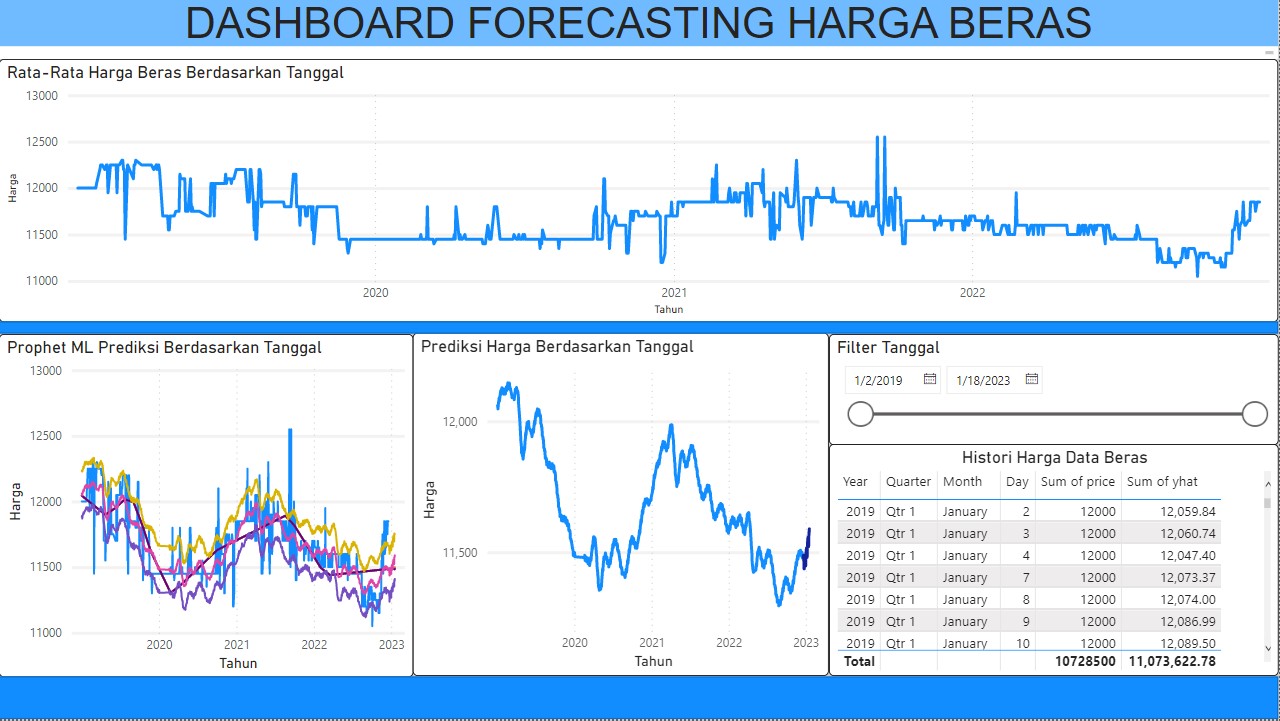 DASHBOARD FORECASTING HARGA BERAS
Rata-Rata Harga Beras Berdasarkan Tanggal
13000
12500
12000
11500
11000
Harga
2020 2021 2022
Tahun
Prophet ML Prediksi Berdasarkan Tanggal
13000
12500
12000
11500
11000
Harga
2020 2021 2022 2023
Tahun
Prediksi Harga Berdasarkan Tanggal
12,000
11,500
Harga
2020 2021 2022 2023
Tahun
Filter Tanggal
1/2/2019 1/18/2023
Histori Harga Data Beras
Year Quarter Month Day Sum of price Sum of yhat
2019 Qtr 1 January 2 12000 12,059.84
2019 Qtr 1 January 3 12000 12,060.74
2019 Qtr 1 January 4 12000 12,047.40
2019 Qtr 1 January 7 12000 12,073.37
2019 Qtr 1 January 8 12000 12,074.00
2019 Qtr 1 January 9 12000 12,086.99
2019 Qtr 1 January 10 12000 12,089.50
Total 10728500 11,073,622.78